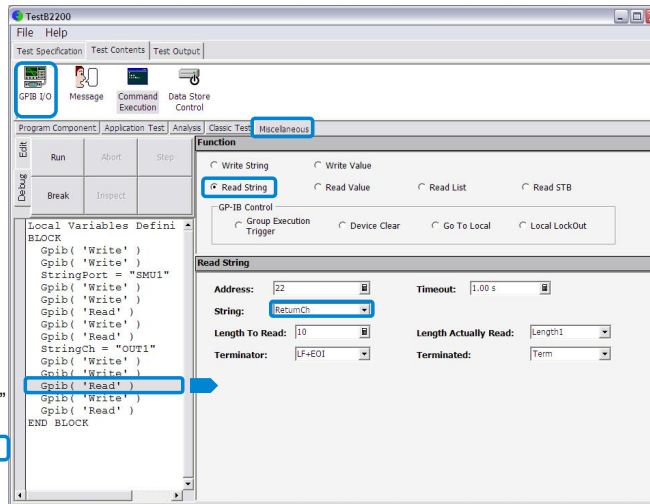 TestB2200
File Help
Test Specification Test Contents Test Output
GPIB I/O Message Command Execution Data Store Control
Program Component Application Test Analysis Classic Test Miscellaneous
Edit
Debug
Run Abort Step
Break Inspect
Function
Write String Write Value
Read String Read Value Read List Read STB
GP-IB Control
Group Execution Trigger Device Clear Go To Local Local LockOut
Local Variables Defini
BLOCK
Gpib( 'Write' )
Gpib( 'Write' )
StringPort = "SMU1"
Gpib( 'Write' )
Gpib( 'Write' )
Gpib( 'Read' )
Gpib( 'Write' )
Gpib( 'Read' )
StringCh = "OUT1"
Gpib( 'Write' )
Gpib( 'Write' )
Gpib( 'Read' )
Gpib( 'Write' )
Gpib( 'Read' )
END BLOCK
"
Read String
Address: 22 Timeout: 1.00 s
String: ReturnCh
Length To Read: 10 Length Actually Read: Length1
Terminator: LF+EOI Terminated: Term